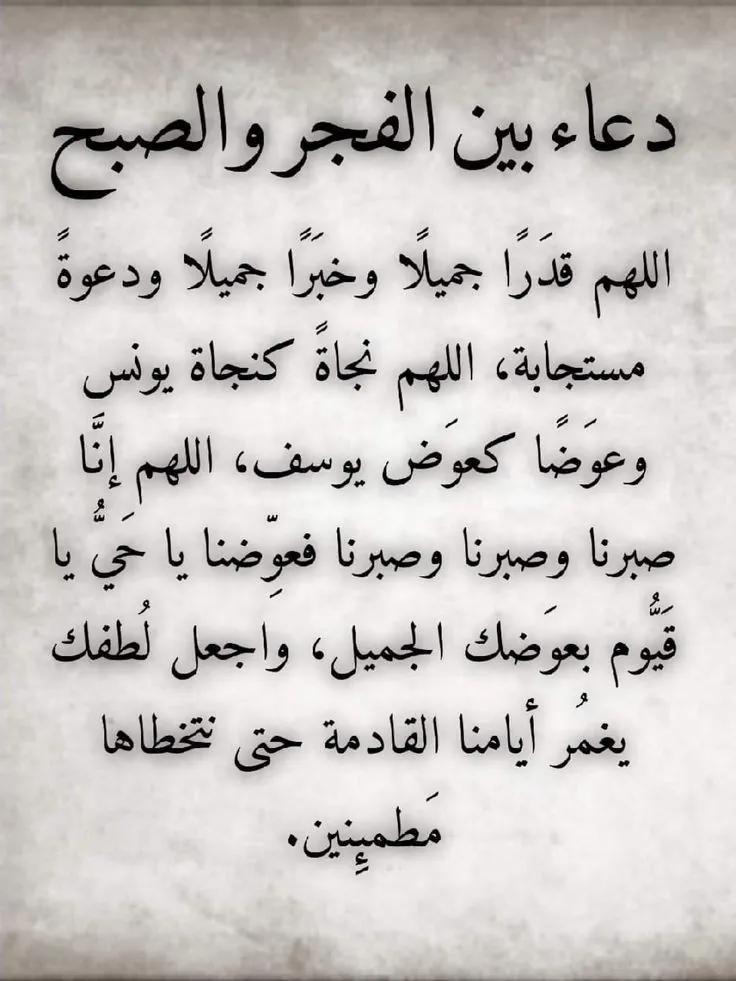 دعاء بين الفجر والصبح
اللهم قدَرًا جميلًا وخبَرًا جميلًا ودعوةً
مستجابة، اللهم نجاةً كنجاة يونس
وعوَضًا كعوَض يوسف، اللهم إنَّا
صبرنا وصبرنا وصبرنا فعوِّضنا يا حَيُّ يا
قَيُّوم بعوَضك الجميل، واجعل لُطفك
يغمُر أيامنا القادمة حتى نتخطاها
مَطمئِنين.